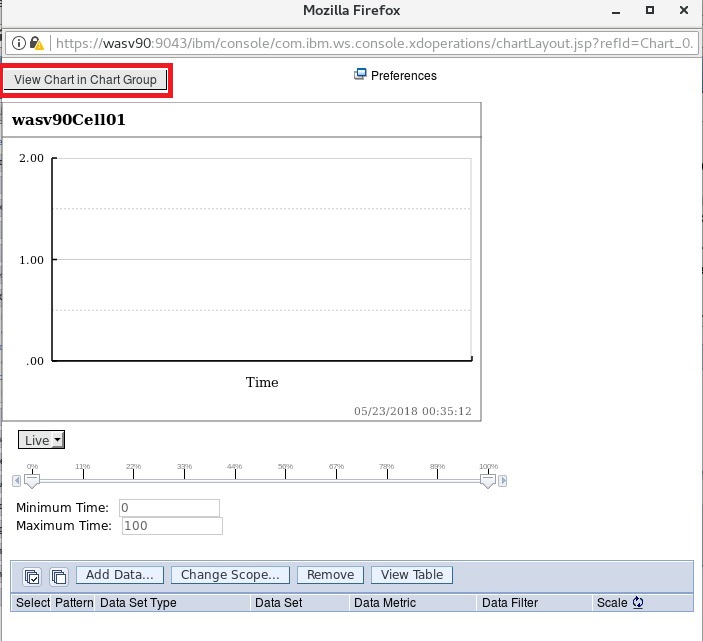 Mozilla Firefox
https://wasv90:9043/ibm/console/com.ibm.ws.console.xdoperations/chartLayout.jsp?refId=Chart_0.
View Chart in Chart Group
Preferences
wasv90Cell01
2.00
1.00
.00
Time
05/23/2018 00:35:12
Live
0% 11% 22% 33% 44% 56% 67% 78% 89% 100%
Minimum Time: 0
Maximum Time: 100
Add Data... Change Scope... Remove View Table
Select Pattern Data Set Type Data Set Data Metric Data Filter Scale